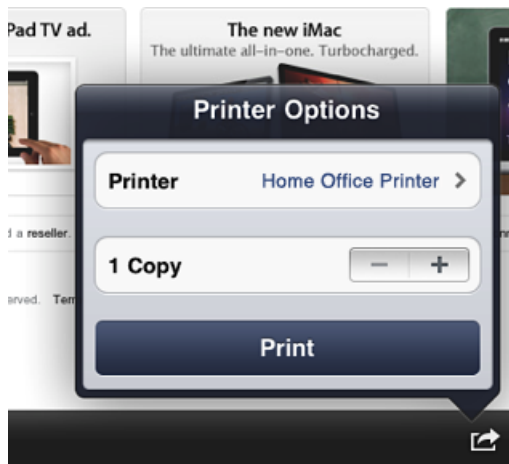 Pad TV ad.
The new iMac
The ultimate all-in-one. Turbocharged.
Printer Options
Printer Home Office Printer >
d a reseller.
1 Copy − +
erved. Tern
Print